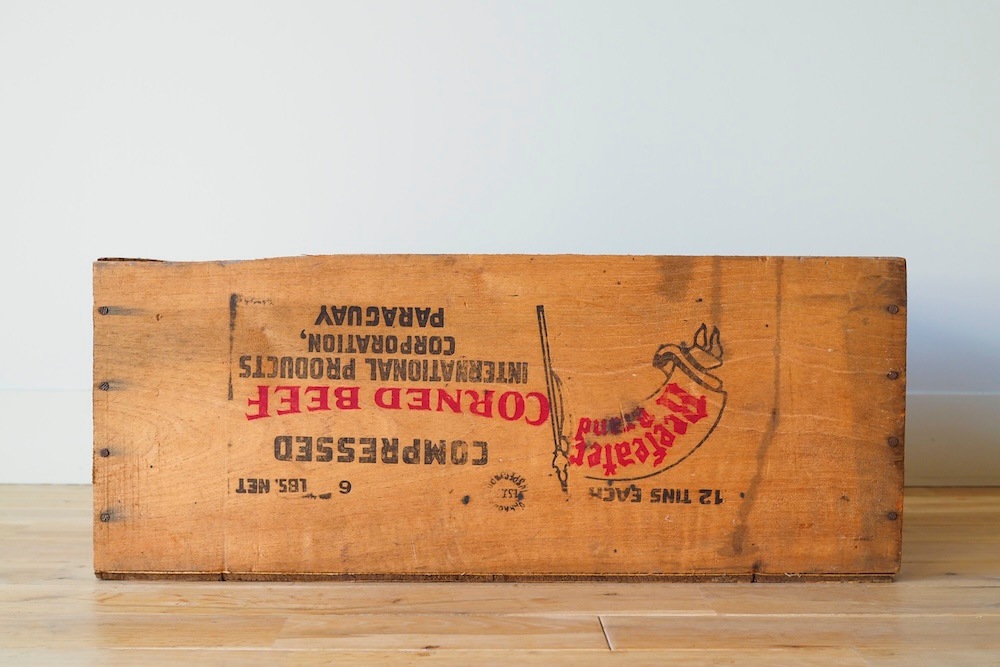 12 TINS EACH
6 LBS. NET
Beefeater
Brand
COMPRESSED
CORNED BEEF
INTERNATIONAL PRODUCTS
CORPORATION,
PARAGUAY